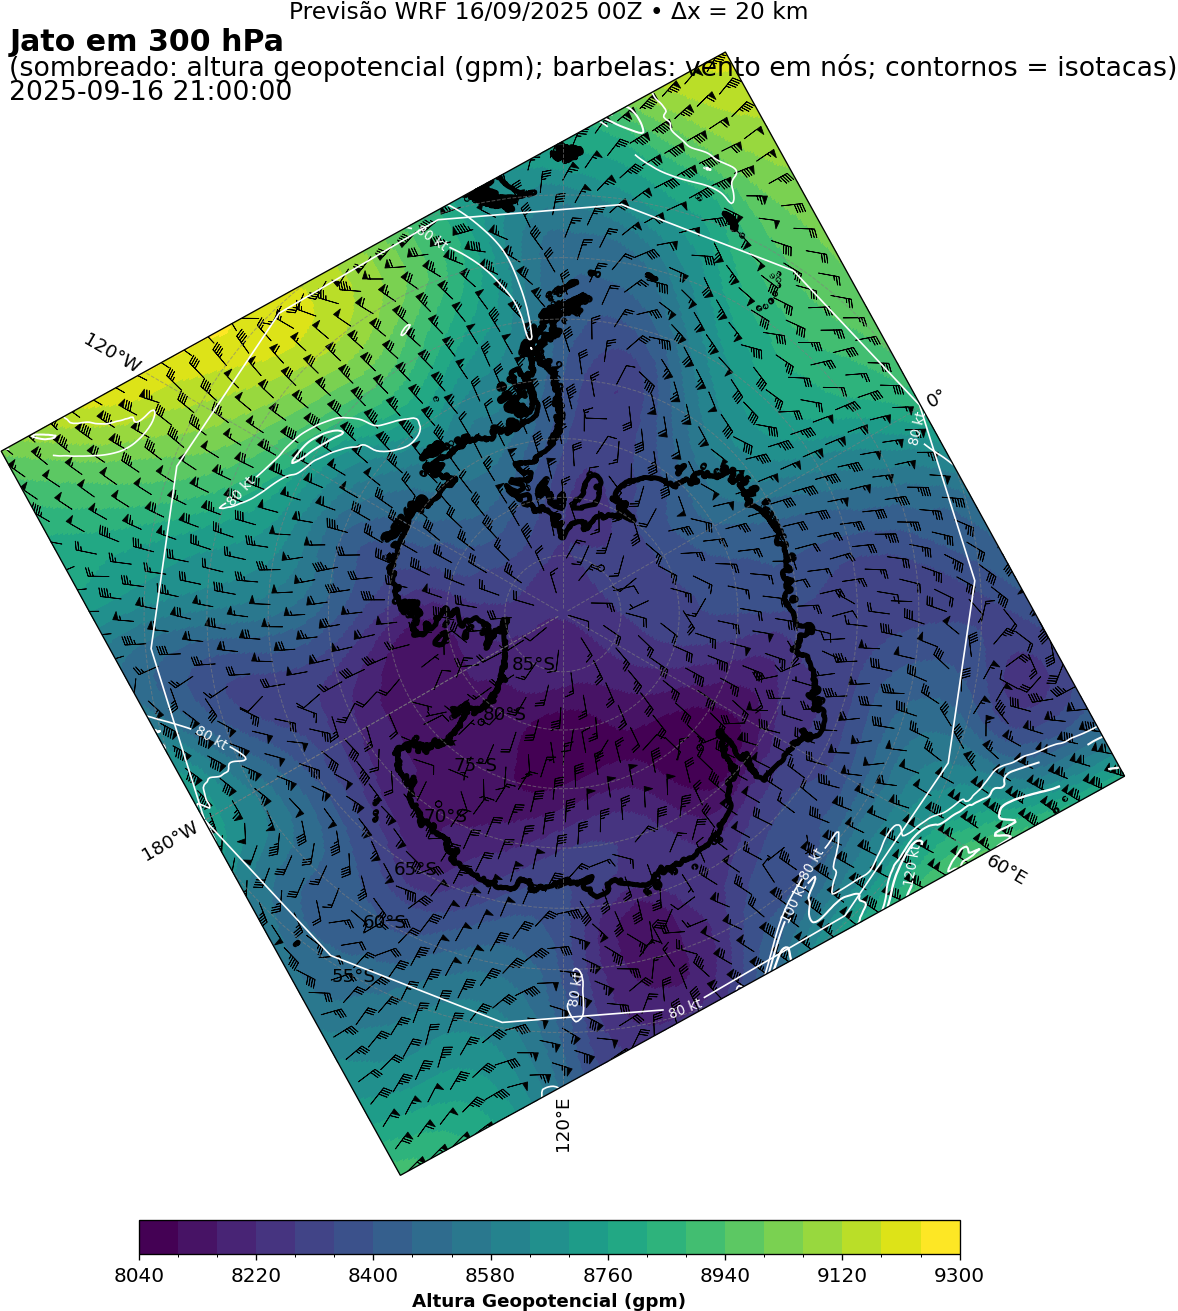 Previsão WRF 16/09/2025 00Z • Δx = 20 km
Jato em 300 hPa
(sombreado: altura geopotencial (gpm); barbelas: vento em nós; contornos = isotacas)
2025-09-16 21:00:00
80 kt
120°W
0°
80 kt
80 kt
85°S
80°S
80 kt
75°S
70°S
180°W
65°S
80 kt
120 kt
60°E
100 kt
60°S
55°S
80 kt
80 kt
120°E
8040 8220 8400 8580 8760 8940 9120 9300
Altura Geopotencial (gpm)